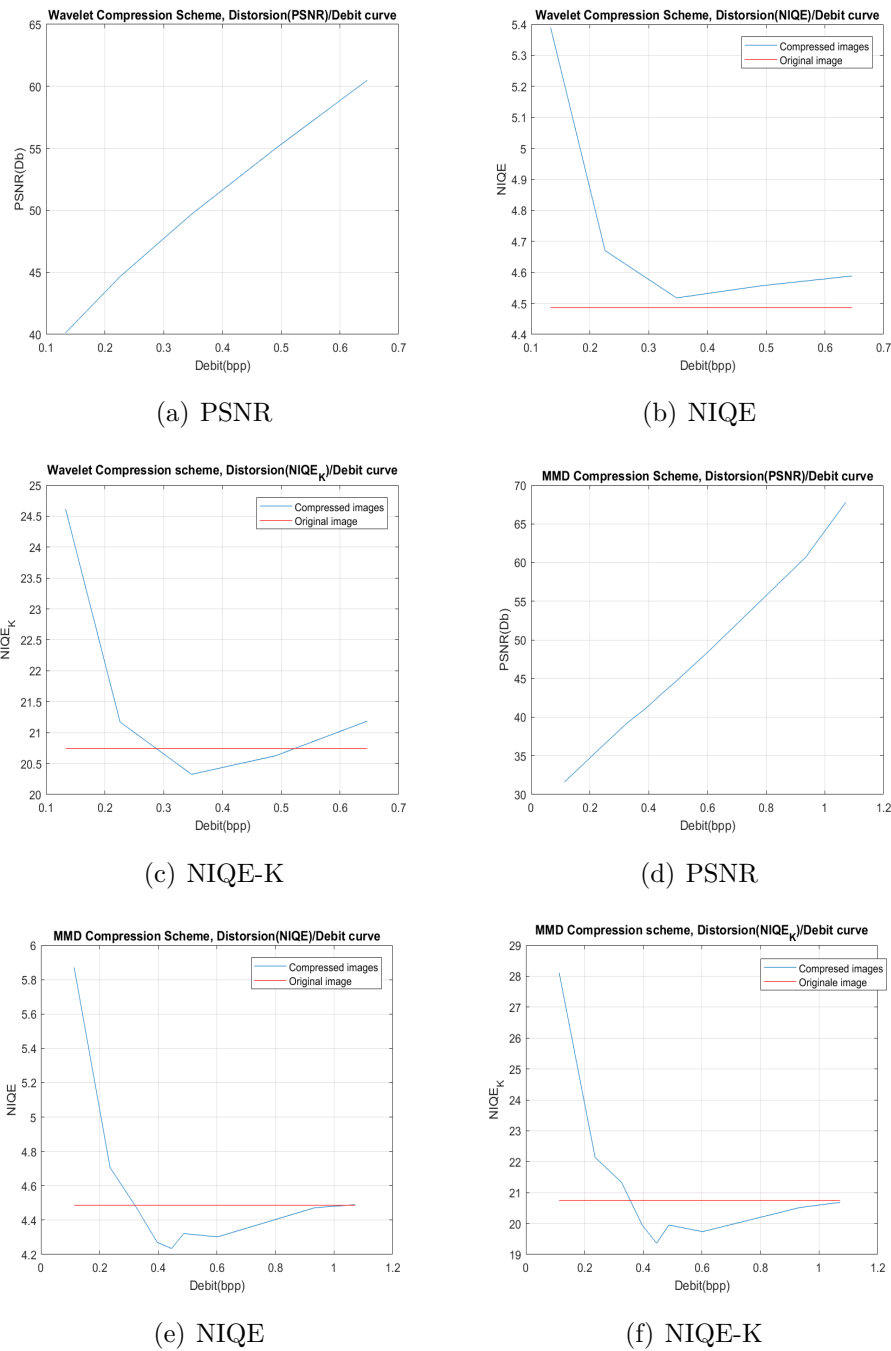 Wavelet Compression Scheme, Distorsion(PSNR)/Debit curve
65
60
55
50
45
40
PSNR(Db)
0.1 0.2 0.3 0.4 0.5 0.6 0.7
Debit(bpp)
(a) PSNR
Wavelet Compression Scheme, Distorsion(NIQE)/Debit curve
5.4
5.3
5.2
5.1
5
4.9
4.8
4.7
4.6
4.5
4.4
NIQE
Compressed images
Original image
0.1 0.2 0.3 0.4 0.5 0.6 0.7
Debit(bpp)
(b) NIQE
Wavelet Compression scheme, Distorsion(NIQE_K)/Debit curve
25
24.5
24
23.5
23
22.5
22
21.5
21
20.5
20
NIQE_K
Compressed images
Original image
0.1 0.2 0.3 0.4 0.5 0.6 0.7
Debit(bpp)
(c) NIQE-K
MMD Compression Scheme, Distorsion(PSNR)/Debit curve
70
65
60
55
50
45
40
35
30
PSNR(Db)
0 0.2 0.4 0.6 0.8 1 1.2
Debit(bpp)
(d) PSNR
MMD Compression Scheme, Distorsion(NIQE)/Debit curve
6
5.8
5.6
5.4
5.2
5
4.8
4.6
4.4
4.2
NIQE
Compressed images
Original image
0 0.2 0.4 0.6 0.8 1 1.2
Debit(bpp)
(e) NIQE
MMD Compression scheme, Distorsion(NIQE_K)/Debit curve
29
28
27
26
25
24
23
22
21
20
19
NIQE_K
Compresed images
Originale image
0 0.2 0.4 0.6 0.8 1 1.2
Debit(bpp)
(f) NIQE-K